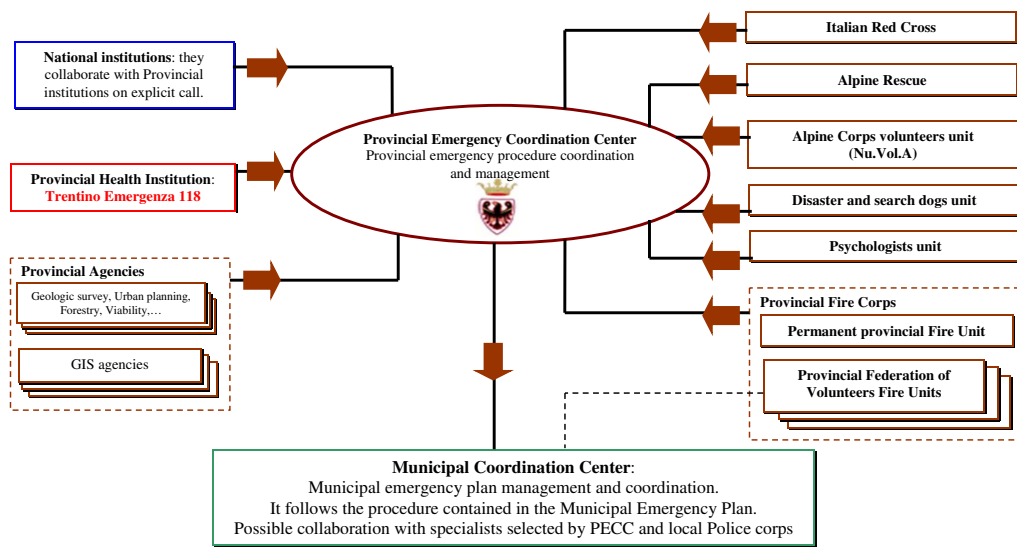 National institutions: they
collaborate with Provincial
institutions on explicit call.
Provincial Health Institution:
Trentino Emergenza 118
Provincial Agencies
Geologic survey, Urban planning,
Forestry, Viability,…
GIS agencies
Provincial Emergency Coordination Center
Provincial emergency procedure coordination
and management
Italian Red Cross
Alpine Rescue
Alpine Corps volunteers unit
(Nu.Vol.A)
Disaster and search dogs unit
Psychologists unit
Provincial Fire Corps
Permanent provincial Fire Unit
Provincial Federation of
Volunteers Fire Units
Municipal Coordination Center:
Municipal emergency plan management and coordination.
It follows the procedure contained in the Municipal Emergency Plan.
Possible collaboration with specialists selected by PECC and local Police corps